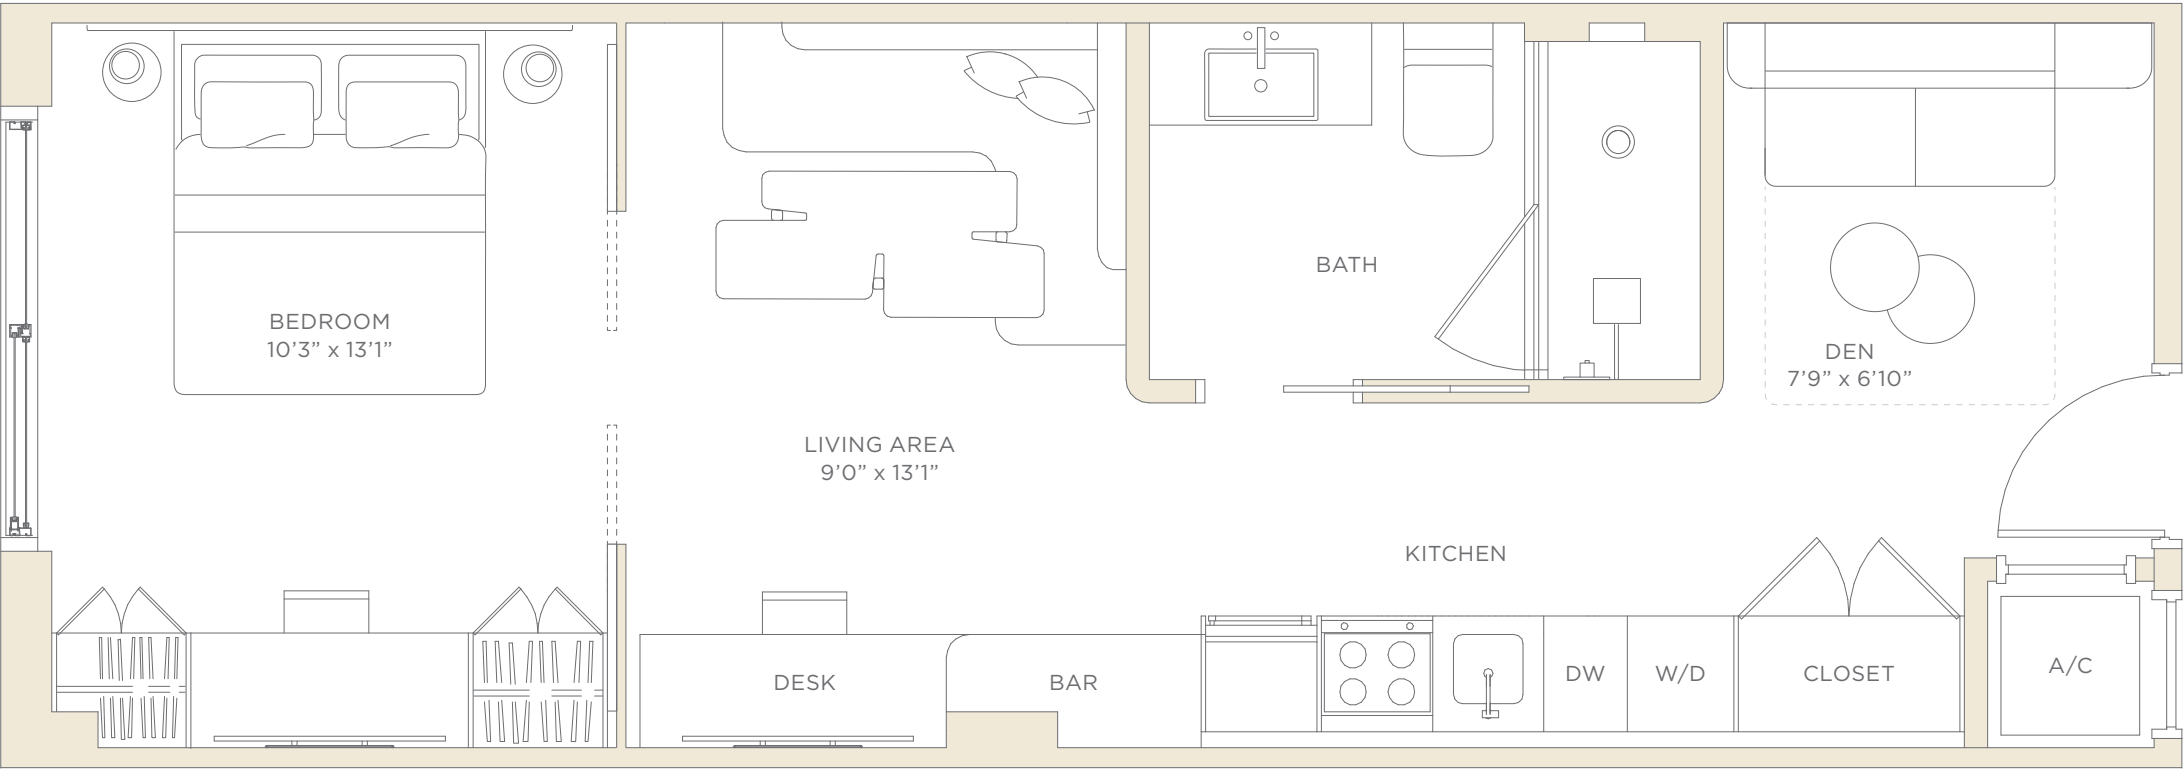 BATH
BEDROOM
10'3” x 13'1”
DEN
7'9” x 6'10”
LIVING AREA
9'0” x 13'1”
KITCHEN
DESK
BAR
DW
W/D
CLOSET
A/C